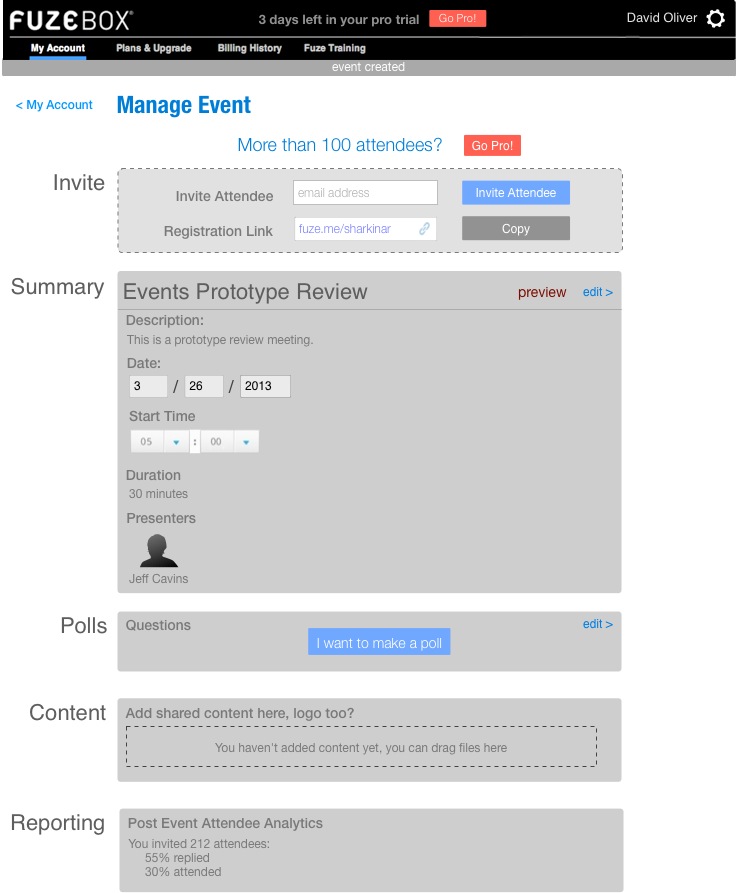 FUZEBOX®
3 days left in your pro trial Go Pro! David Oliver
My Account Plans & Upgrade Billing History Fuze Training
event created
< My Account Manage Event
More than 100 attendees? Go Pro!
Invite
Invite Attendee email address Invite Attendee
Registration Link fuze.me/sharkinar Copy
Summary
Events Prototype Review preview edit >
Description:
This is a prototype review meeting.
Date:
3 / 26 / 2013
Start Time
05 : 00
Duration
30 minutes
Presenters
Jeff Cavins
Polls
Questions edit >
I want to make a poll
Content
Add shared content here, logo too?
You haven't added content yet, you can drag files here
Reporting
Post Event Attendee Analytics
You invited 212 attendees:
55% replied
30% attended